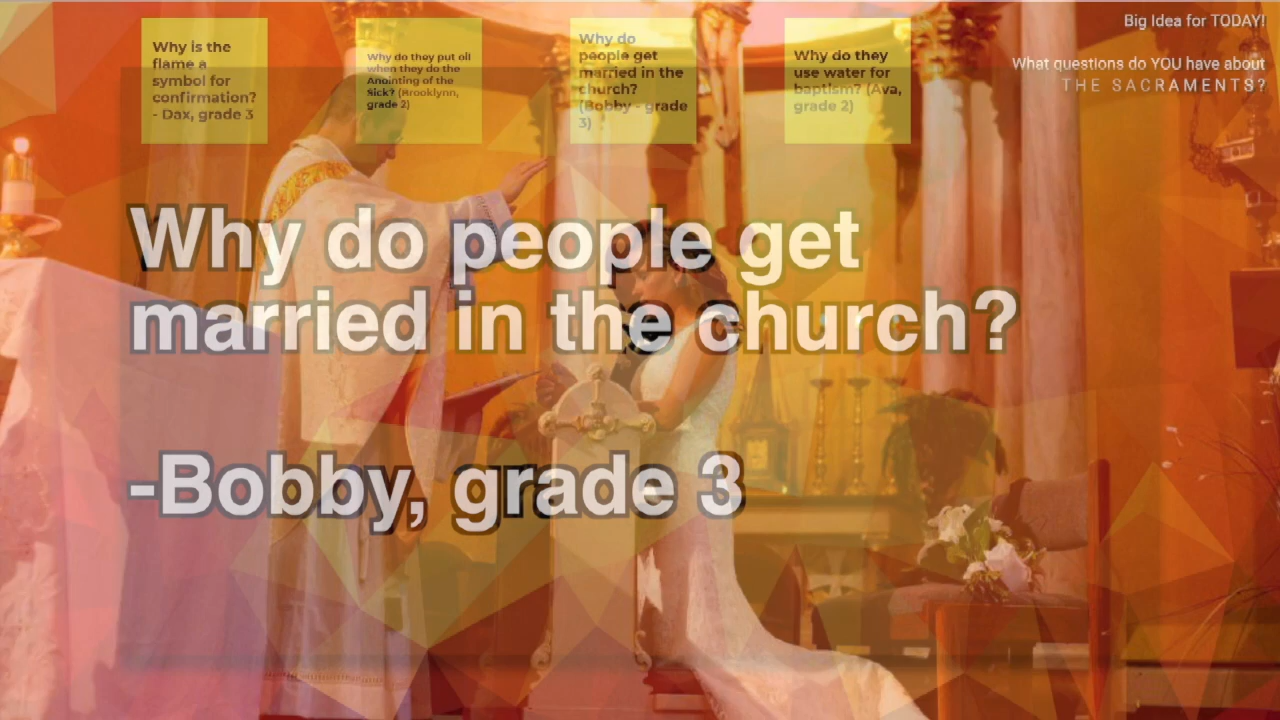 Why is the
flame a
symbol for
confirmation?
- Dax, grade 3
Why do they put oil
when they do the
Anointing of the
Sick? (Brooklynn,
grade 2)
Why do
people get
married in the
church?
(Bobby - grade
3)
Why do they
use water for
baptism? (Ava,
grade 2)
Big Idea for TODAY!
What questions do YOU have about
THE SACRAMENTS?
Why do people get
married in the church?
-Bobby, grade 3